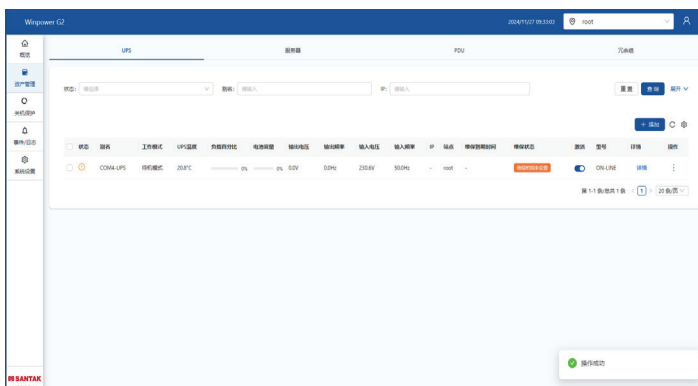 Winpower G2
2024/11/27 09:33:03 root
概览
资产管理
关机保护
事件/日志
系统设置
UPS 服务器 PDU 冗余组
状态: 请选择 别名: 请输入 IP: 请输入 重置 查询 展开
+ 添加
状态 别名 工作模式 UPS温度 负载百分比 电池容量 输出电压 输出频率 输入电压 输入频率 IP 站点 维保到期时间 维保状态 激活 型号 详情 操作
COM4-UPS 待机模式 20.8°C 0% 0% 0.0V 0.0Hz 230.6V 50.0Hz - root - 维保时间未设置 ON-LINE 详情
第 1-1 条/总共 1 条 < 1 > 20 条/页
操作成功
SANTAK